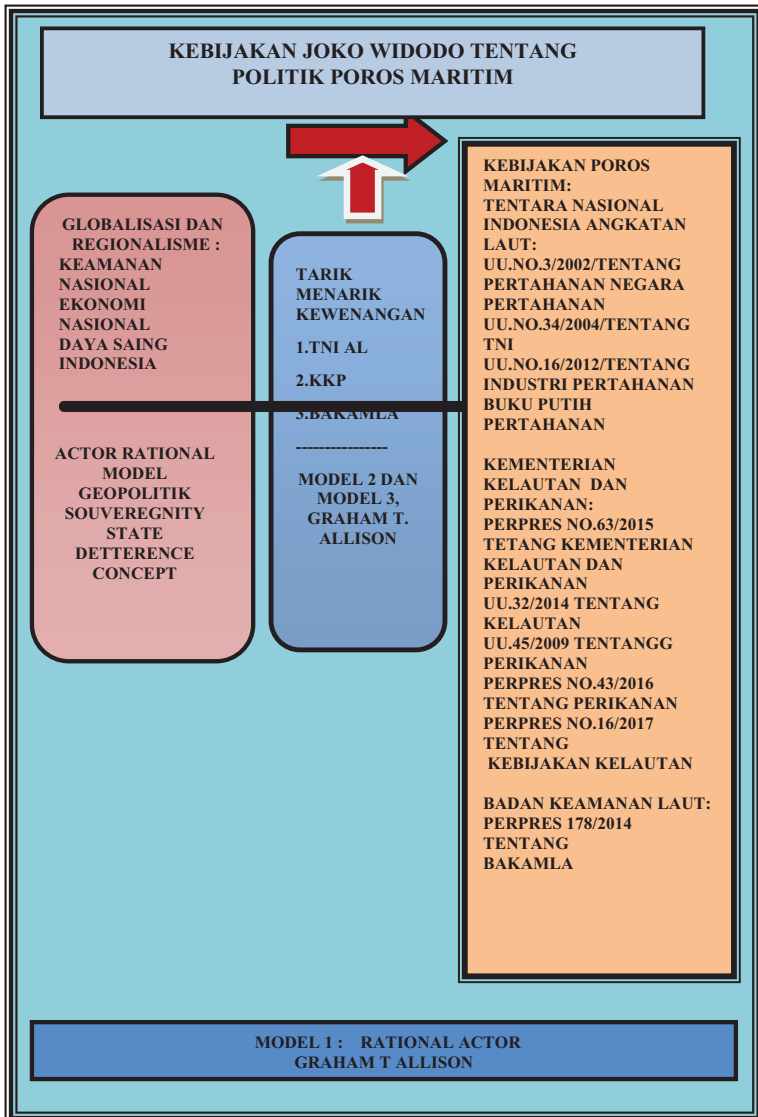 KEBIJAKAN JOKO WIDODO TENTANG
POLITIK POROS MARITIM
GLOBALISASI DAN
REGIONALISME :
KEAMANAN
NASIONAL
EKONOMI
NASIONAL
DAYA SAING
INDONESIA
ACTOR RATIONAL
MODEL
GEOPOLITIK
SOUVEREGNITY
STATE
DETTERENCE
CONCEPT
TARIK
MENARIK
KEWENANGAN
1.TNI AL
2.KKP
3.BAKAMLA
----------------
MODEL 2 DAN
MODEL 3,
GRAHAM T.
ALLISON
KEBIJAKAN POROS
MARITIM:
TENTARA NASIONAL
INDONESIA ANGKATAN
LAUT:
UU.NO.3/2002/TENTANG
PERTAHANAN NEGARA
PERTAHANAN
UU.NO.34/2004/TENTANG
TNI
UU.NO.16/2012/TENTANG
INDUSTRI PERTAHANAN
BUKU PUTIH
PERTAHANAN
KEMENTERIAN
KELAUTAN DAN
PERIKANAN:
PERPRES NO.63/2015
TETANG KEMENTERIAN
KELAUTAN DAN
PERIKANAN
UU.32/2014 TENTANG
KELAUTAN
UU.45/2009 TENTANGG
PERIKANAN
PERPRES NO.43/2016
TENTANG PERIKANAN
PERPRES NO.16/2017
TENTANG
KEBIJAKAN KELAUTAN
BADAN KEAMANAN LAUT:
PERPRES 178/2014
TENTANG
BAKAMLA
MODEL 1 : RATIONAL ACTOR
GRAHAM T ALLISON